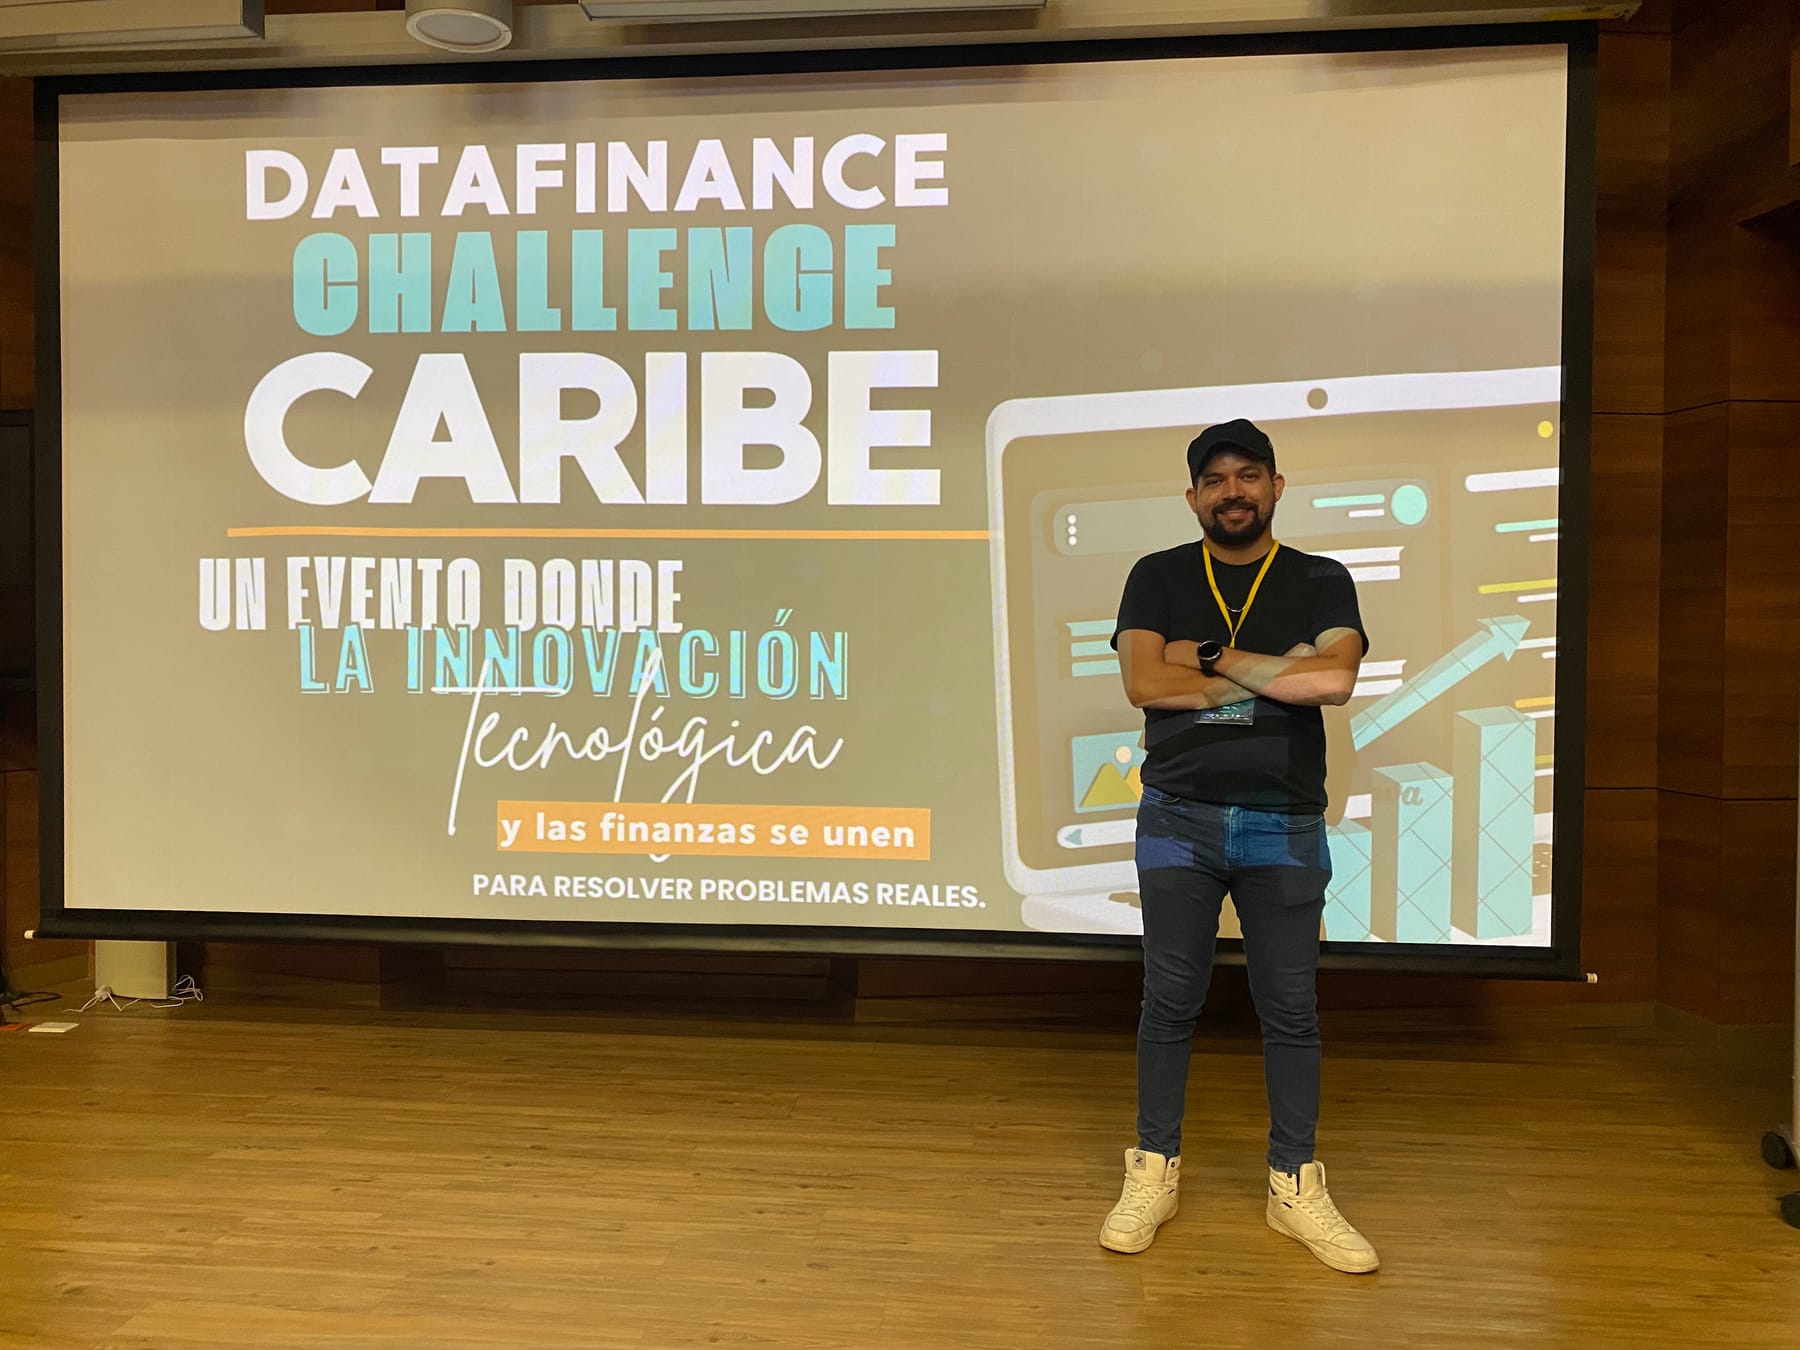 DATAFINANCE
CHALLENGE
CARIBE
UN EVENTO DONDE
LA INNOVACIÓN
Tecnológica
y las finanzas se unen
PARA RESOLVER PROBLEMAS REALES.